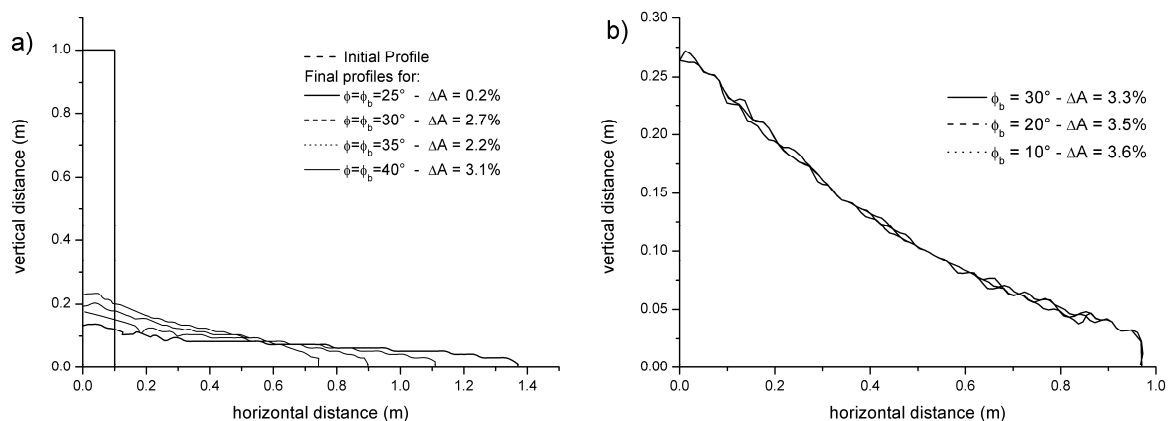 a)
1.0
0.8
0.6
0.4
0.2
0.0
vertical distance (m)
0.0 0.2 0.4 0.6 0.8 1.0 1.2 1.4
horizontal distance (m)
Initial Profile
Final profiles for:
ϕ=ϕb=25° - ΔA = 0.2%
ϕ=ϕb=30° - ΔA = 2.7%
ϕ=ϕb=35° - ΔA = 2.2%
ϕ=ϕb=40° - ΔA = 3.1%
b)
0.30
0.25
0.20
0.15
0.10
0.05
0.00
vertical distance (m)
0.0 0.2 0.4 0.6 0.8 1.0
horizontal distance (m)
ϕb = 30° - ΔA = 3.3%
ϕb = 20° - ΔA = 3.5%
ϕb = 10° - ΔA = 3.6%